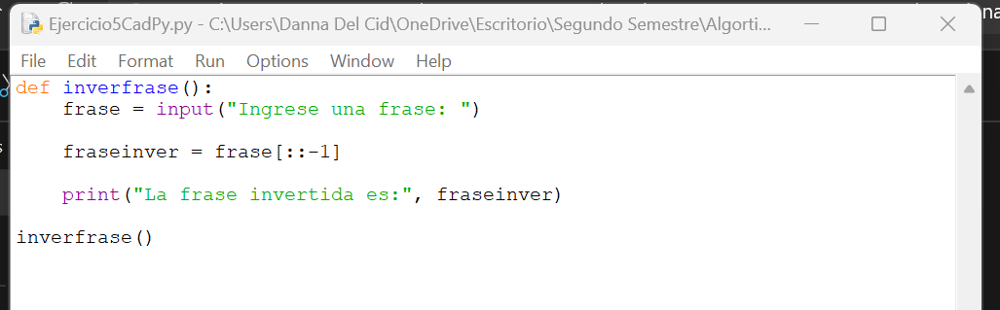 Ejercicio5CadPy.py - C:\Users\Danna Del Cid\OneDrive\Escritorio\Segundo Semestre\Algorti...
File Edit Format Run Options Window Help
def inverfrase():
    frase = input("Ingrese una frase: ")
    fraseinver = frase[::-1]
    print("La frase invertida es:", fraseinver)
inverfrase()